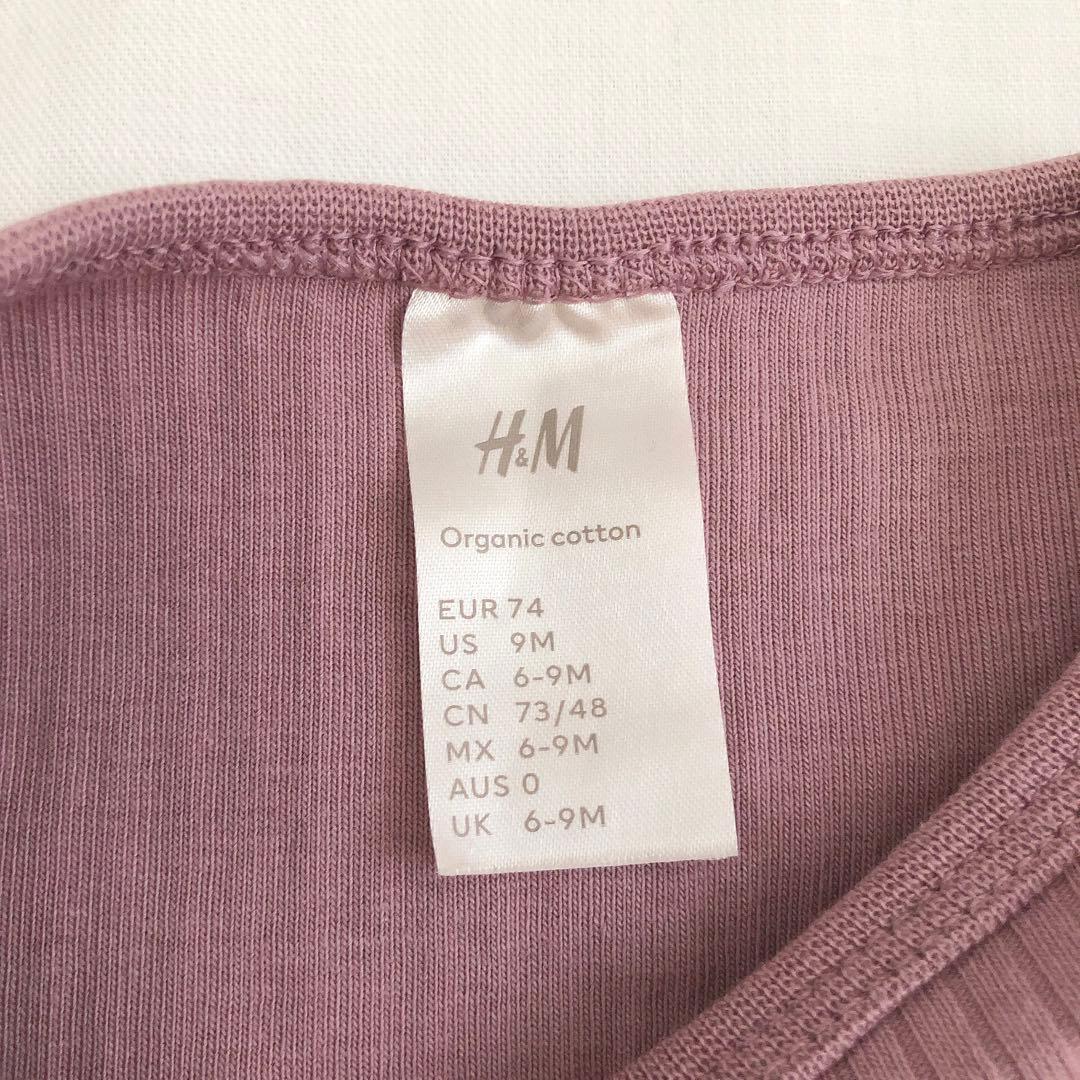 H&M
Organic cotton
EUR 74
US 9M
CA 6-9M
CN 73/48
MX 6-9M
AUS 0
UK 6-9M